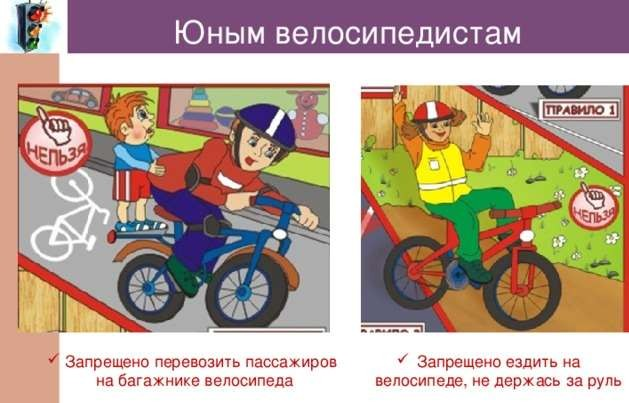 Юным велосипедистам
НЕЛЬЗЯ
ПРАВИЛО 1
НЕЛЬЗЯ
Запрещено перевозить пассажиров
на багажнике велосипеда
Запрещено ездить на
велосипеде, не держась за руль